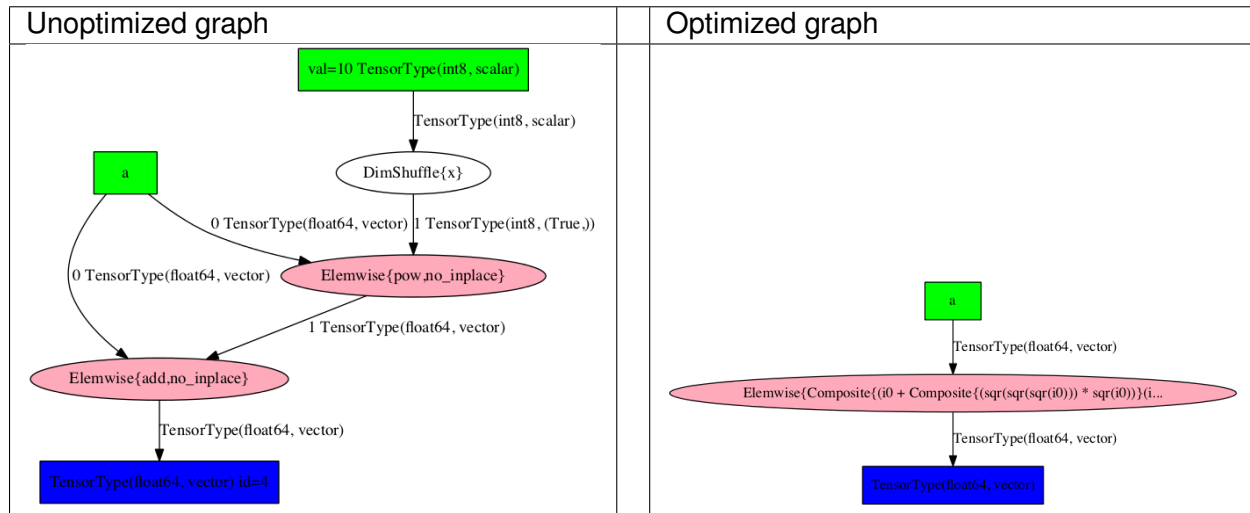 Unoptimized graph
Optimized graph
val=10 TensorType(int8, scalar)
TensorType(int8, scalar)
a
DimShuffle{x}
0 TensorType(float64, vector)
1 TensorType(int8, (True,))
0 TensorType(float64, vector)
Elemwise{pow,no_inplace}
1 TensorType(float64, vector)
Elemwise{add,no_inplace}
TensorType(float64, vector)
TensorType(float64, vector) id=4
a
TensorType(float64, vector)
Elemwise{Composite{(i0 + Composite{(sqr(sqr(sqr(i0))) * sqr(i0))}(i...
TensorType(float64, vector)
TensorType(float64, vector)